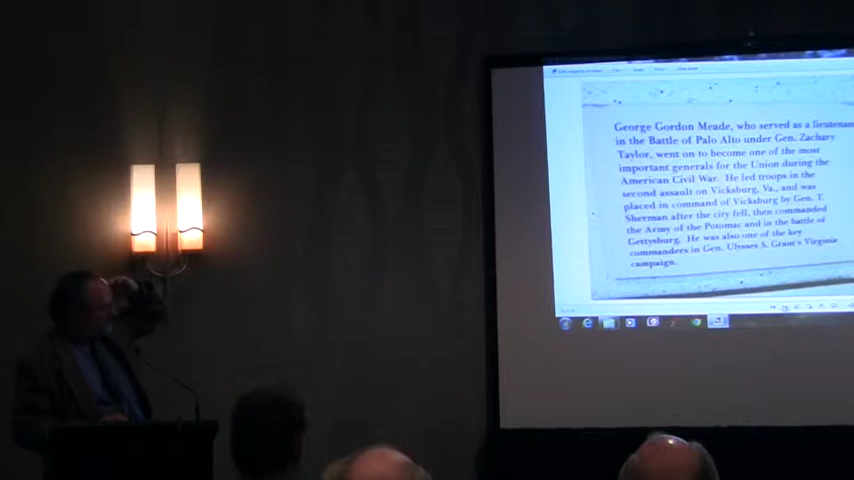 George Gordon Meade, who served as a lieutenan
in the Battle of Palo Alto under Gen. Zachary
Taylor, went on to become one of the most
important generals for the Union during the
American Civil War. He led troops in the
second assault on Vicksburg, Va., and was
placed in command of Vicksburg by Gen. T.
Sherman after the city fell, then commanded
the Army of the Potomac and in the battle of
Gettysburg. He was also one of the key
commanders in Gen. Ulysses S. Grant's Virginia
campaign.